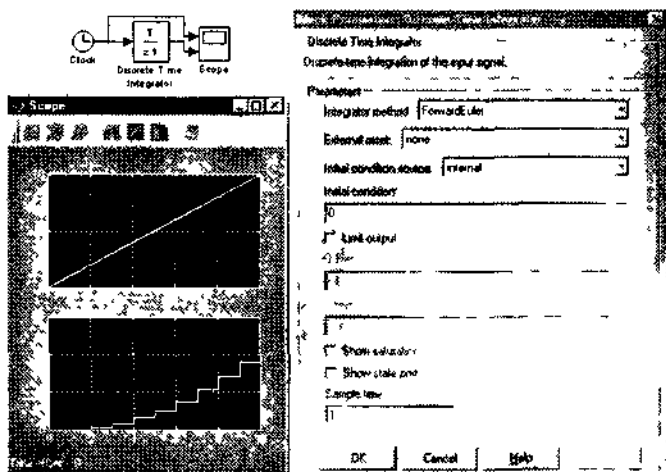 T
z-1
Clock
Discrete Time
Integrator
Scope
Scope
Discrete Time Integrator
Discrete-time integration of the input signal.
Parameters
Integrator method: ForwardEuler
External reset: none
Initial condition source: internal
Initial condition:
0
Limit output
Show saturation
Show state port
Sample time:
1
OK
Cancel
Help